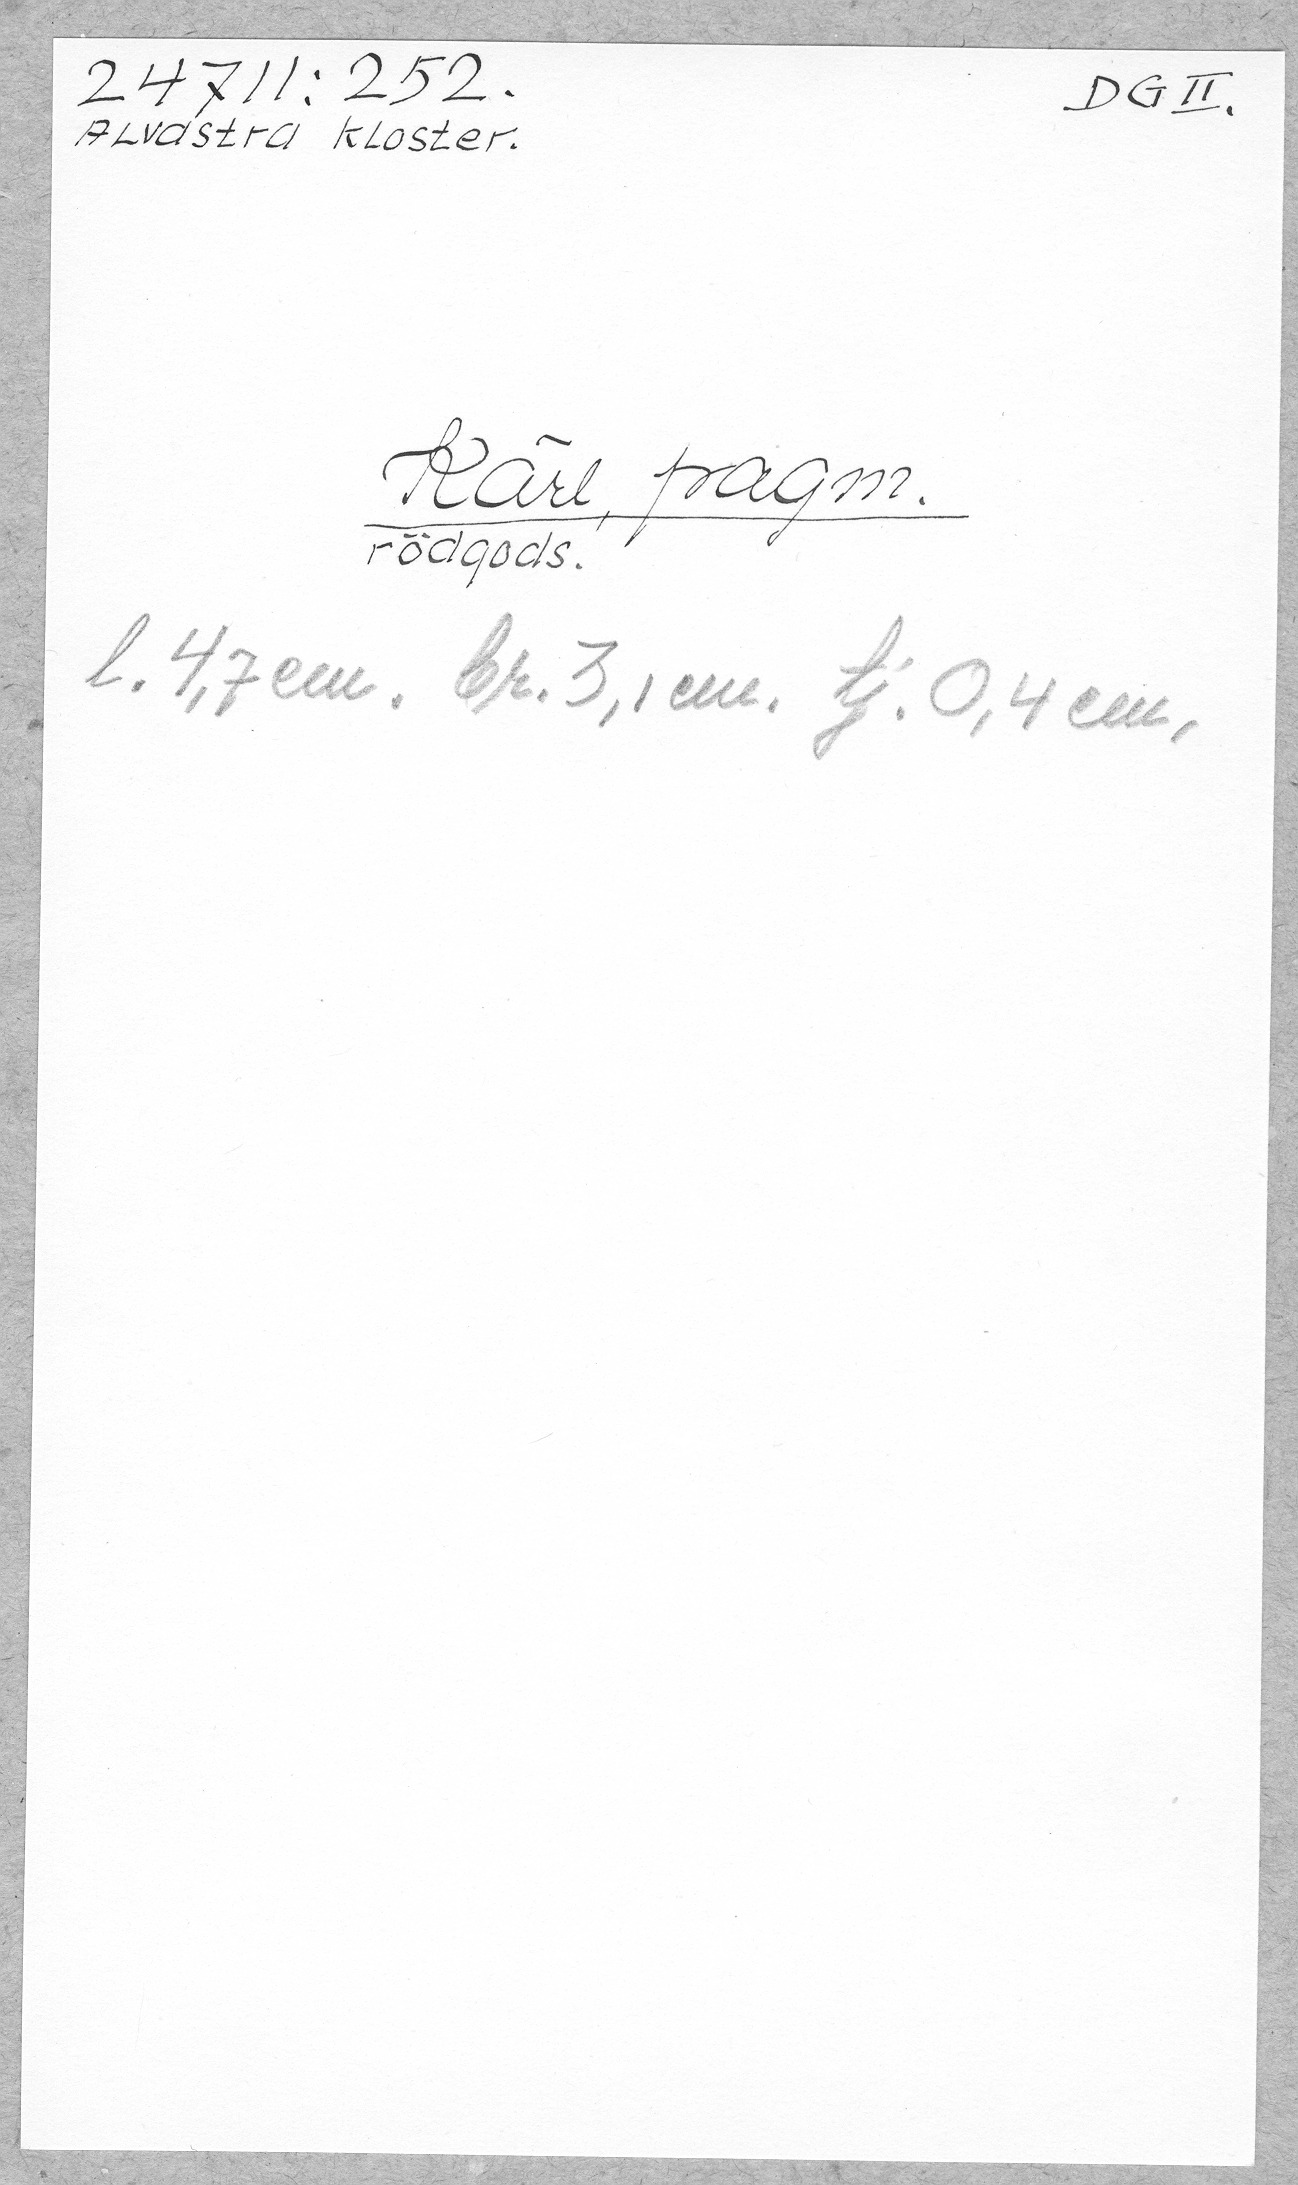 24711:252.
DG II.
Alvastra kloster.
Kärl, fragm.
rödgods.
l. 4,7 cm. br. 3,1 cm. tj. 0,4 cm.